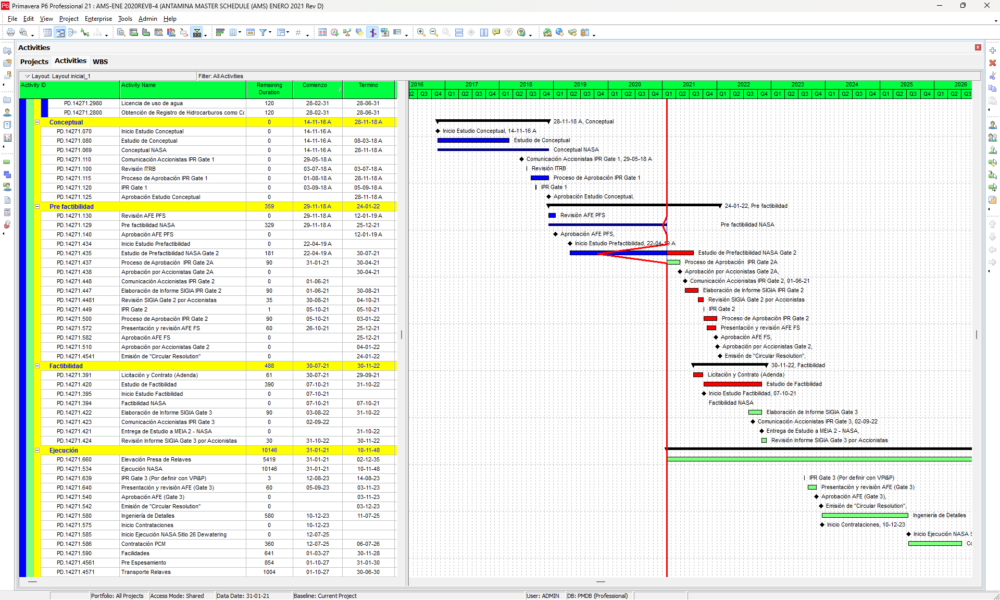 Primavera P6 Professional 21 : AMS-ENE 2020REVB-4 (ANTAMINA MASTER SCHEDULE (AMS) ENERO 2021 Rev D)
File Edit View Project Enterprise Tools Admin Help
Activities
Projects Activities WBS
Layout: Layout inicial_1 Filter: All Activities
Activity ID Activity Name Remaining Duration Comienzo Termino
2016 2017 2018 2019 2020 2021 2022 2023 2024 2025 2026
Q3 Q4 Q1 Q2 Q3 Q4 Q1 Q2 Q3 Q4 Q1 Q2 Q3 Q4 Q1 Q2 Q3 Q4 Q1 Q2 Q3 Q4 Q1 Q2 Q3 Q4 Q1 Q2 Q3 Q4 Q1 Q2 Q3 Q4 Q1 Q2 Q3 Q4 Q1 Q2 Q3
PD.14271.2980 Licencia de uso de agua 120 28-02-31 28-06-31
PD.14271.2800 Obtención de Registro de Hidrocarburos como 120 28-02-31 28-06-31
Conceptual 0 14-11-16 A 28-11-18 A 28-11-18 A, Conceptual
PD.14271.070 Inicio Estudio Conceptual 0 14-11-16 A Inicio Estudio Conceptual, 14-11-16 A
PD.14271.080 Estudio de Conceptual 0 14-11-16 A 08-03-18 A Estudio de Conceptual
PD.14271.069 Conceptual NASA 0 14-11-16 A 28-11-18 A Conceptual NASA
PD.14271.110 Comunicación Accionistas IPR Gate 1 0 29-05-18 A Comunicación Accionistas IPR Gate 1, 29-05-18 A
PD.14271.100 Revisión ITRB 0 03-07-18 A 03-07-18 A Revisión ITRB
PD.14271.115 Proceso de Aprobación IPR Gate 1 0 01-08-18 A 28-11-18 A Proceso de Aprobación IPR Gate 1
PD.14271.120 IPR Gate 1 0 03-09-18 A 05-09-18 A IPR Gate 1
PD.14271.125 Aprobación Estudio Conceptual 0 28-11-18 A Aprobación Estudio Conceptual,
Pre factibilidad 359 29-11-18 A 24-01-22 24-01-22, Pre factibilidad
PD.14271.130 Revisión AFE PFS 0 29-11-18 A 12-01-19 A Revisión AFE PFS
PD.14271.129 Pre factibilidad NASA 329 29-11-18 A 25-12-21 Pre factibilidad NASA
PD.14271.140 Aprobación AFE PFS 0 12-01-19 A Aprobación AFE PFS,
PD.14271.434 Inicio Estudio Prefactibilidad 0 22-04-19 A Inicio Estudio Prefactibilidad, 22-04-19 A
PD.14271.435 Estudio de Prefactibilidad NASA Gate 2 181 22-04-19 A 30-07-21 Estudio de Prefactibilidad NASA Gate 2
PD.14271.437 Proceso de Aprobación IPR Gate 2A 90 31-01-21 30-04-21 Proceso de Aprobación IPR Gate 2A
PD.14271.438 Aprobación por Accionistas Gate 2A 0 30-04-21 Aprobación por Accionistas Gate 2A,
PD.14271.448 Comunicación Accionistas IPR Gate 2 0 01-06-21 Comunicación Accionistas IPR Gate 2, 01-06-21
PD.14271.447 Elaboración de Informe SIGIA IPR Gate 2 90 01-06-21 30-08-21 Elaboración de Informe SIGIA IPR Gate 2
PD.14271.4481 Revisión SIGIA Gate 2 por Accionistas 35 30-08-21 04-10-21 Revisión SIGIA Gate 2 por Accionistas
PD.14271.449 IPR Gate 2 1 05-10-21 05-10-21 IPR Gate 2
PD.14271.500 Proceso de Aprobación IPR Gate 2 90 05-10-21 03-01-22 Proceso de Aprobación IPR Gate 2
PD.14271.572 Presentación y revisión AFE FS 60 26-10-21 25-12-21 Presentación y revisión AFE FS
PD.14271.582 Aprobación AFE FS 0 25-12-21 Aprobación AFE FS,
PD.14271.510 Aprobación por Accionistas Gate 2 0 04-01-22 Aprobación por Accionistas Gate 2,
PD.14271.4541 Emisión de "Circular Resolution" 0 24-01-22 Emisión de "Circular Resolution",
Factibilidad 488 30-07-21 30-11-22 30-11-22, Factibilidad
PD.14271.391 Licitación y Contrato (Adenda) 61 30-07-21 29-09-21 Licitación y Contrato (Adenda)
PD.14271.420 Estudio de Factibilidad 390 07-10-21 31-10-22 Estudio de Factibilidad
PD.14271.395 Inicio Estudio Factibilidad 0 07-10-21 Inicio Estudio Factibilidad, 07-10-21
PD.14271.394 Factibilidad NASA 0 07-10-21 07-10-21 Factibilidad NASA
PD.14271.422 Elaboración de Informe SIGIA Gate 3 90 03-08-22 31-10-22 Elaboración de Informe SIGIA Gate 3
PD.14271.423 Comunicación Accionistas IPR Gate 3 0 02-09-22 Comunicación Accionistas IPR Gate 3, 02-09-22
PD.14271.421 Entrega de Estudio a MEIA 2 - NASA 0 31-10-22 Entrega de Estudio a MEIA 2 - NASA,
PD.14271.424 Revisión Informe SIGIA Gate 3 por Accionistas 30 31-10-22 30-11-22 Revisión Informe SIGIA Gate 3 por Accionistas
Ejecución 10146 31-01-21 10-11-48
PD.14271.660 Elevación Presa de Relaves 5419 31-01-21 02-12-35
PD.14271.534 Ejecución NASA 10146 31-01-21 10-11-48
PD.14271.639 IPR Gate 3 (Por definir con VPI&P) 3 12-08-23 14-08-23 IPR Gate 3 (Por definir con VPI&P)
PD.14271.640 Presentación y revisión AFE (Gate 3) 60 05-09-23 03-11-23 Presentación y revisión AFE (Gate 3)
PD.14271.540 Aprobación AFE (Gate 3) 0 03-11-23 Aprobación AFE (Gate 3),
PD.14271.542 Emisión de "Circular Resolution" 0 03-12-23 Emisión de "Circular Resolution",
PD.14271.580 Ingeniería de Detalles 580 10-12-23 11-07-25 Ingeniería de Detalles
PD.14271.575 Inicio Contrataciones 0 10-12-23 Inicio Contrataciones, 10-12-23
PD.14271.585 Inicio Ejecución NASA Sitio 26 Dewatering 0 12-07-25 Inicio Ejecución NASA
PD.14271.586 Contratación PCM 360 12-07-25 06-07-26
PD.14271.590 Facilidades 641 01-03-27 30-11-28
PD.14271.4561 Pre Espesamiento 854 01-10-27 31-01-30
PD.14271.4571 Transporte Relaves 1004 01-10-27 30-06-30
Portfolio: All Projects Access Mode: Shared Data Date: 31-01-21 Baseline: Current Project User: ADMIN DB: PMDB (Professional)